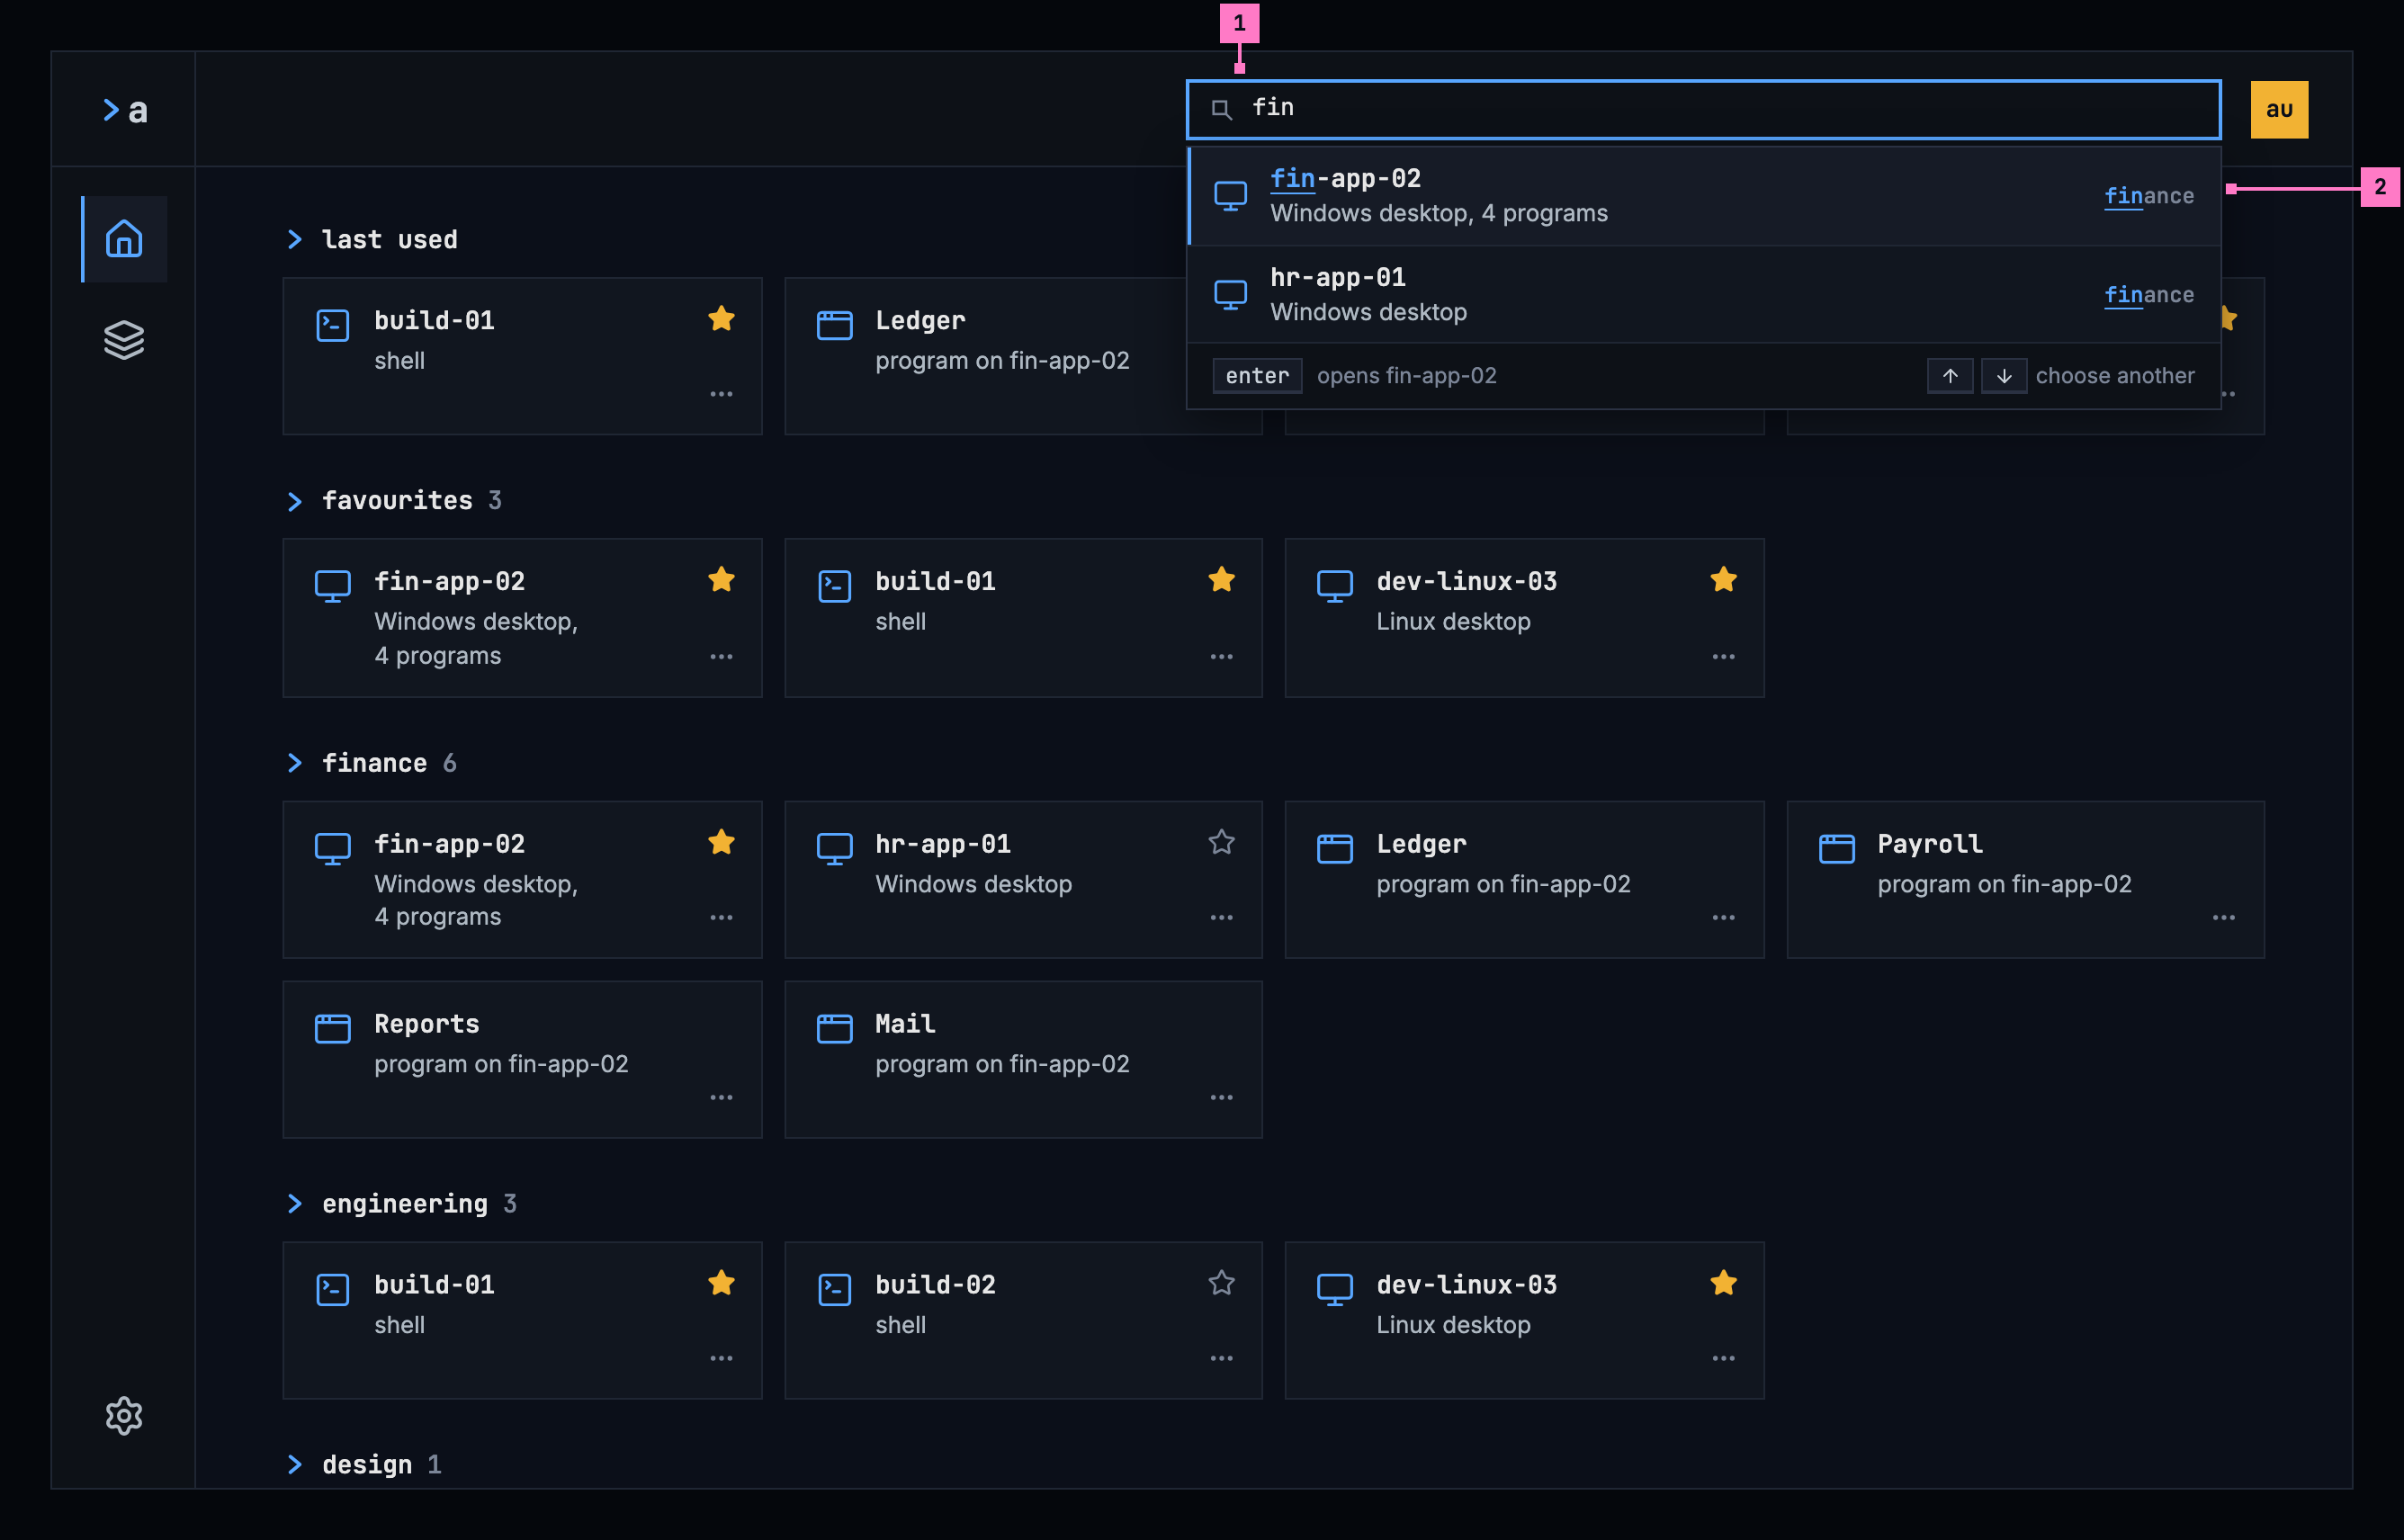 1
> a
fin
au
fin-app-02
Windows desktop, 4 programs
finance
2
hr-app-01
Windows desktop
finance
enter opens fin-app-02
↑ ↓ choose another
> last used
build-01
shell
Ledger
program on fin-app-02
> favourites 3
fin-app-02
Windows desktop,
4 programs
build-01
shell
dev-linux-03
Linux desktop
> finance 6
fin-app-02
Windows desktop,
4 programs
hr-app-01
Windows desktop
Ledger
program on fin-app-02
Payroll
program on fin-app-02
Reports
program on fin-app-02
Mail
program on fin-app-02
> engineering 3
build-01
shell
build-02
shell
dev-linux-03
Linux desktop
> design 1